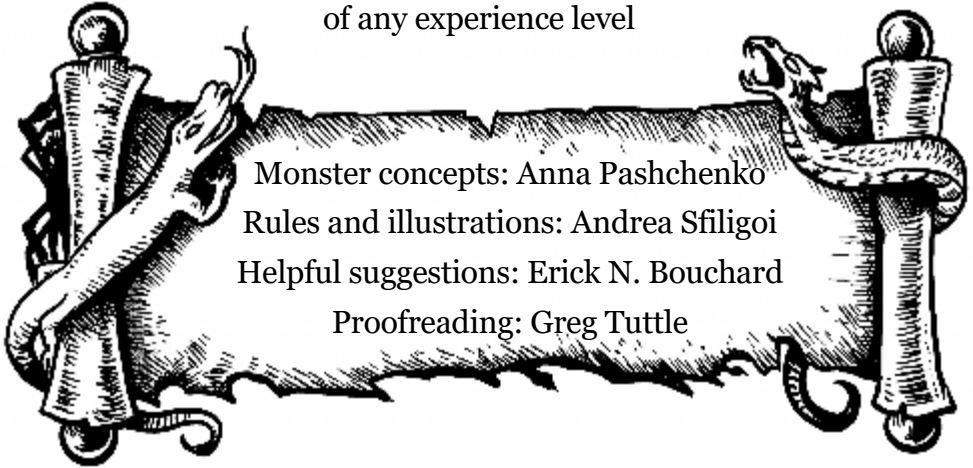 of any experience level
Monster concepts: Anna Pashchenko
Rules and illustrations: Andrea Sfiligoi
Helpful suggestions: Erick N. Bouchard
Proofreading: Greg Tuttle